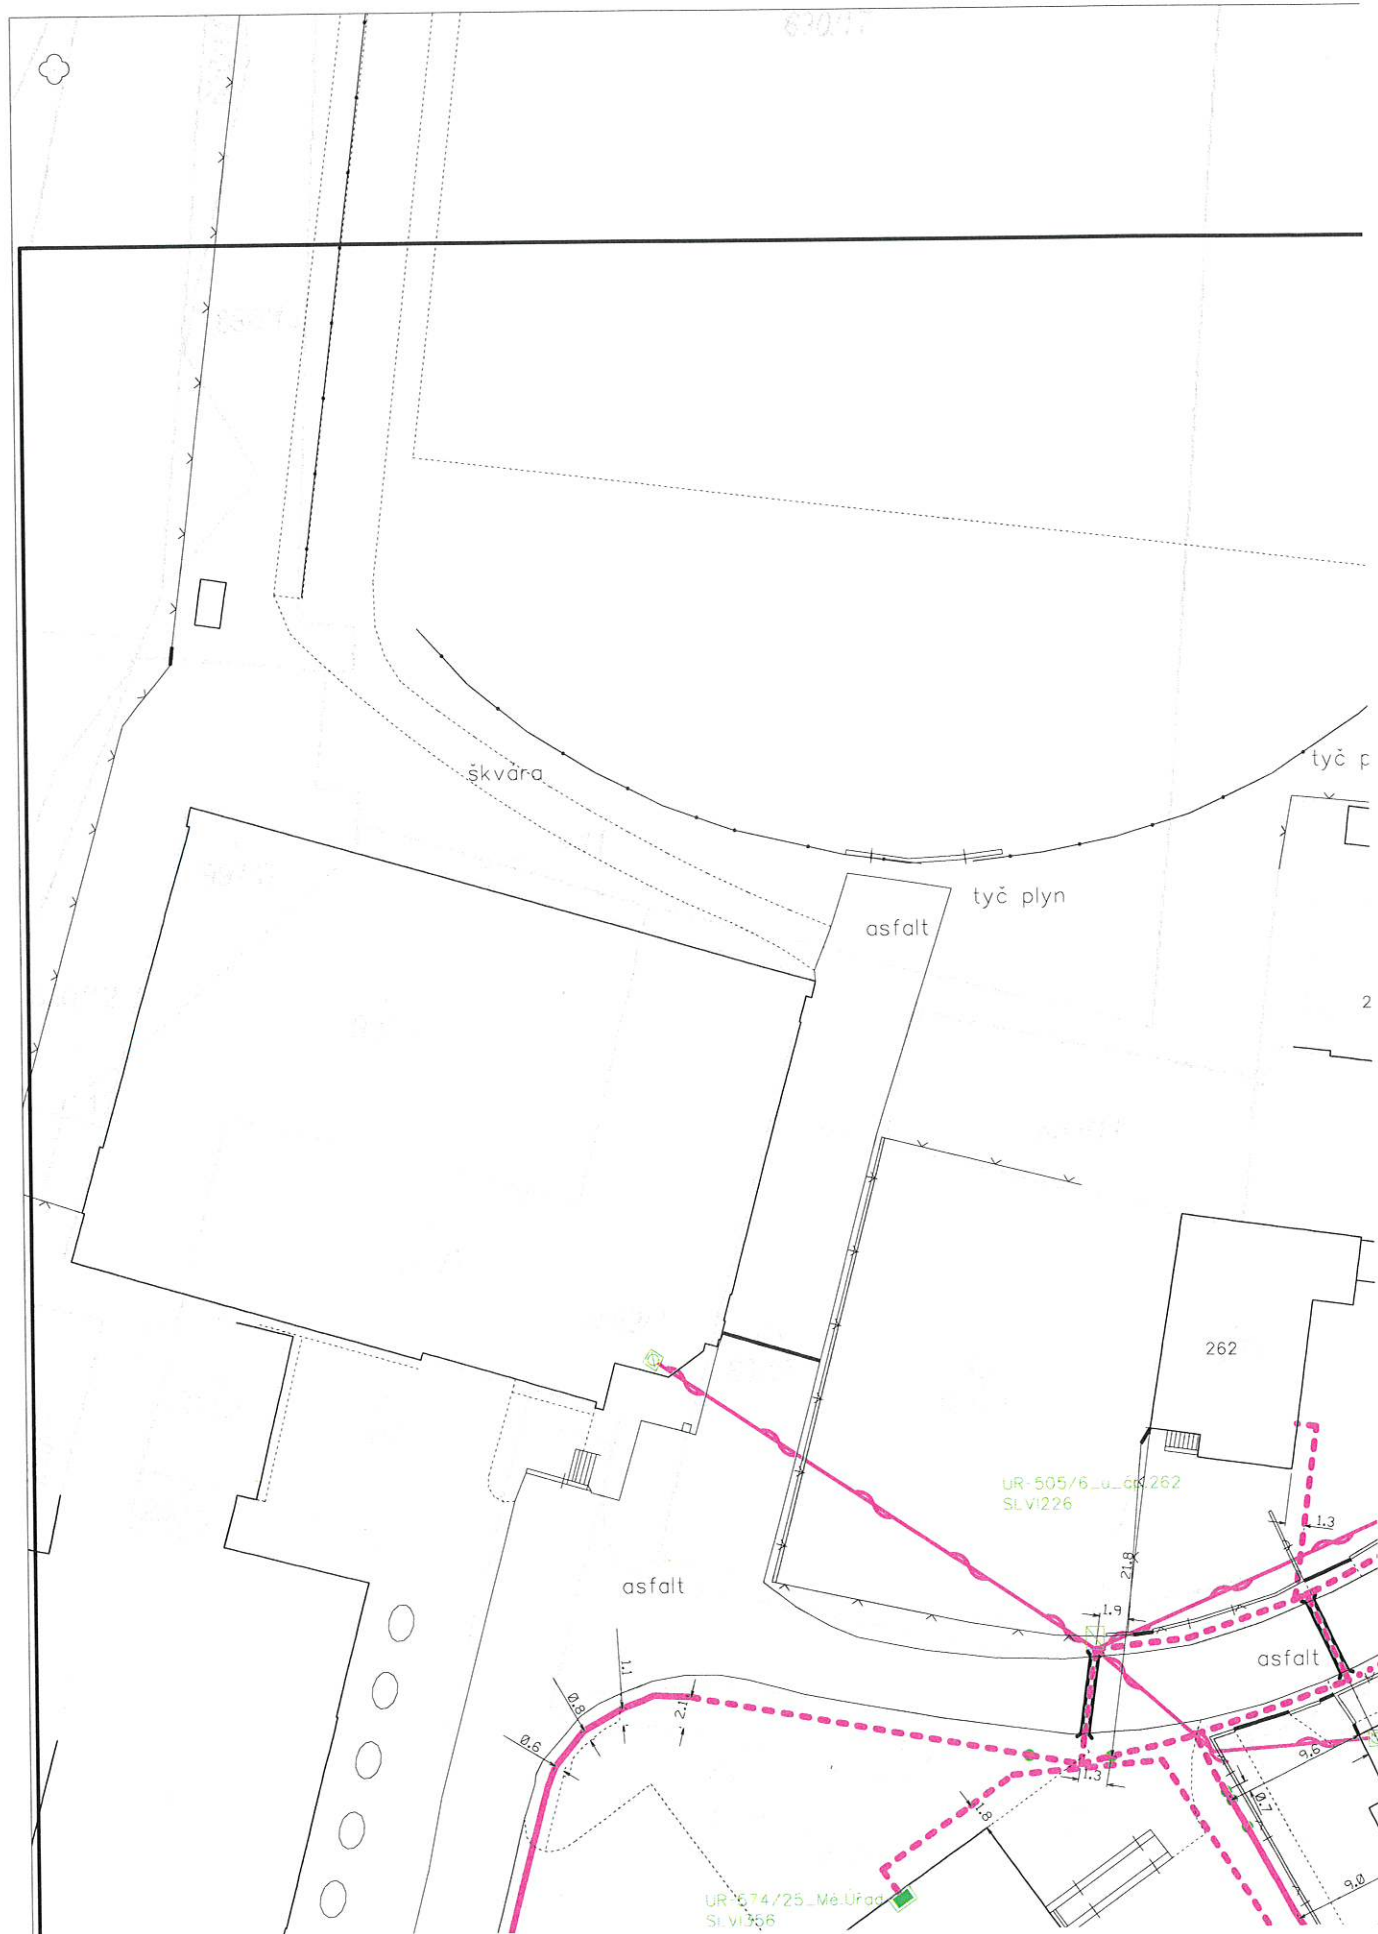 škvára
tyč p
tyč plyn
asfalt
2
262
UR-505/6_u_čp.262
SLVI226
1.3
21.8
asfalt
1.9
asfalt
1.1
0.8
2.1
0.6
9.6
1.3
0.7
1.8
9.0
UR-574/25_Mě.Úřad
SLVI356